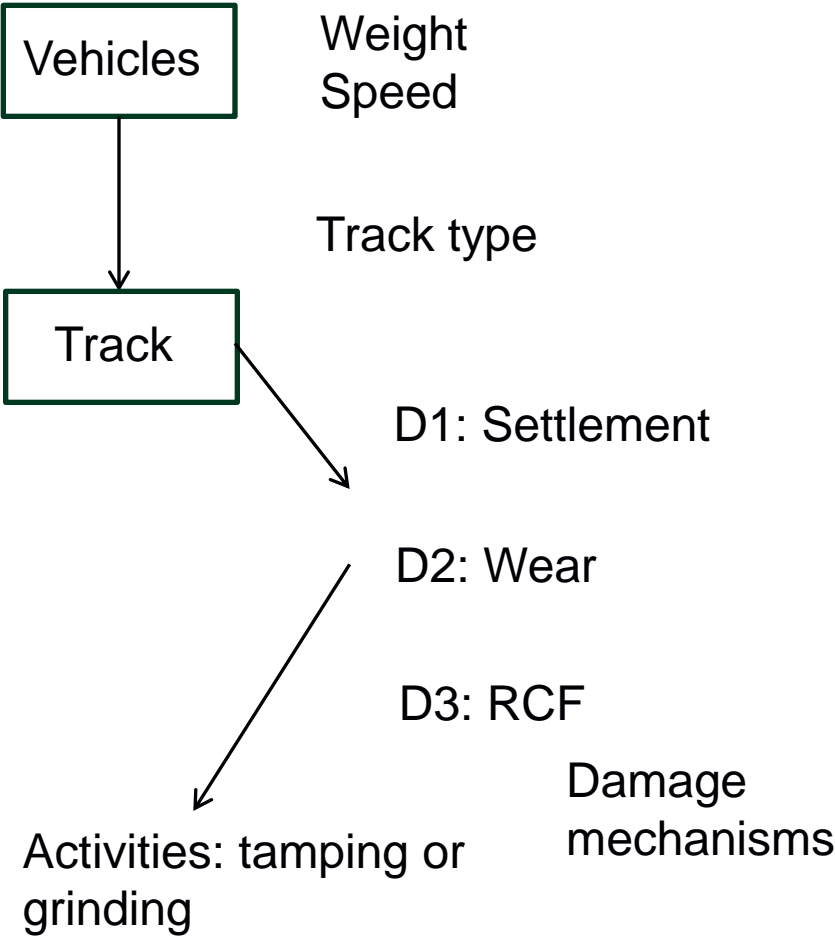 Vehicles
Weight
Speed
Track type
Track
D1: Settlement
D2: Wear
D3: RCF
Damage
mechanisms
Activities: tamping or
grinding